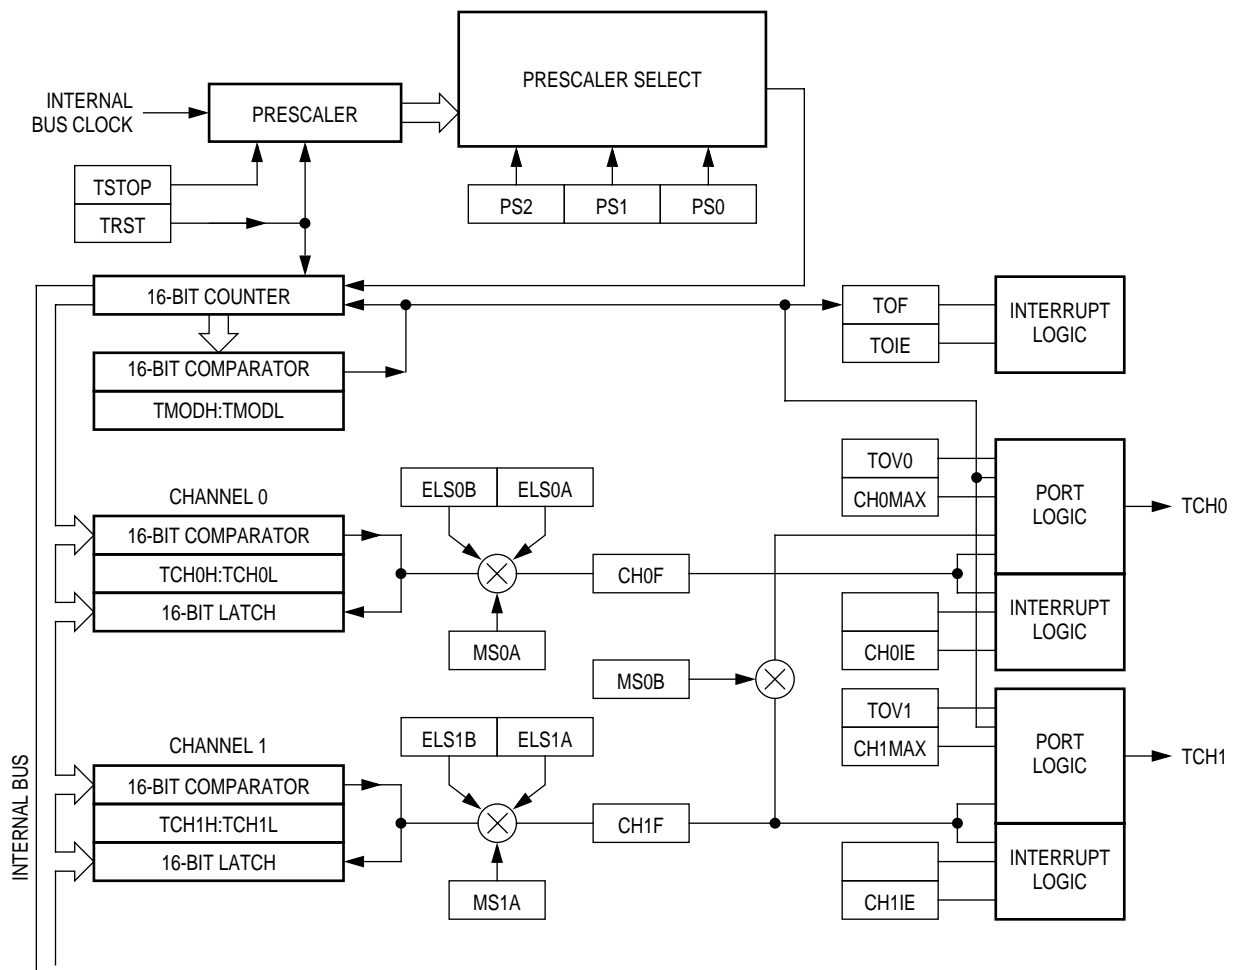 PRESCALER SELECT
INTERNAL
BUS CLOCK
PRESCALER
TSTOP
TRST
PS2
PS1
PS0
16-BIT COUNTER
16-BIT COMPARATOR
TMODH:TMODL
TOF
TOIE
INTERRUPT
LOGIC
CHANNEL 0
16-BIT COMPARATOR
TCH0H:TCH0L
16-BIT LATCH
ELS0B
ELS0A
MS0A
CH0F
TOV0
CH0MAX
PORT
LOGIC
TCH0
CH0IE
INTERRUPT
LOGIC
MS0B
CHANNEL 1
16-BIT COMPARATOR
TCH1H:TCH1L
16-BIT LATCH
ELS1B
ELS1A
MS1A
CH1F
TOV1
CH1MAX
PORT
LOGIC
TCH1
CH1IE
INTERRUPT
LOGIC
INTERNAL BUS